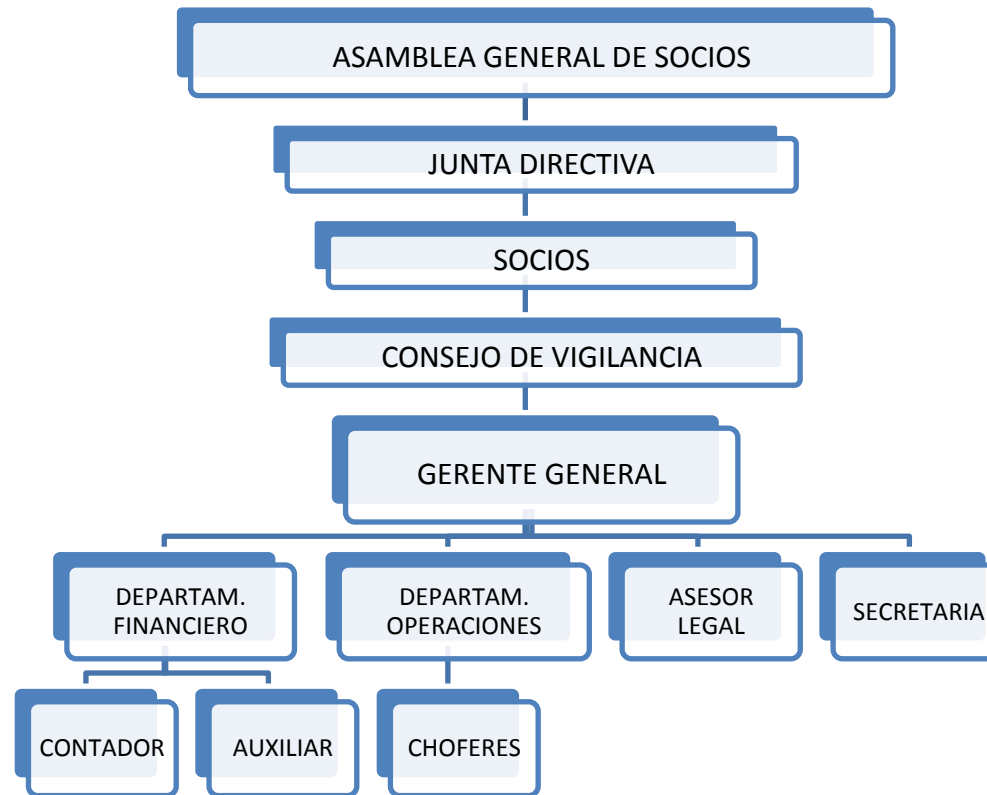 ASAMBLEA GENERAL DE SOCIOS
JUNTA DIRECTIVA
SOCIOS
CONSEJO DE VIGILANCIA
GERENTE GENERAL
DEPARTAM.
FINANCIERO
DEPARTAM.
OPERACIONES
ASESOR
LEGAL
SECRETARIA
CONTADOR
AUXILIAR
CHOFERES